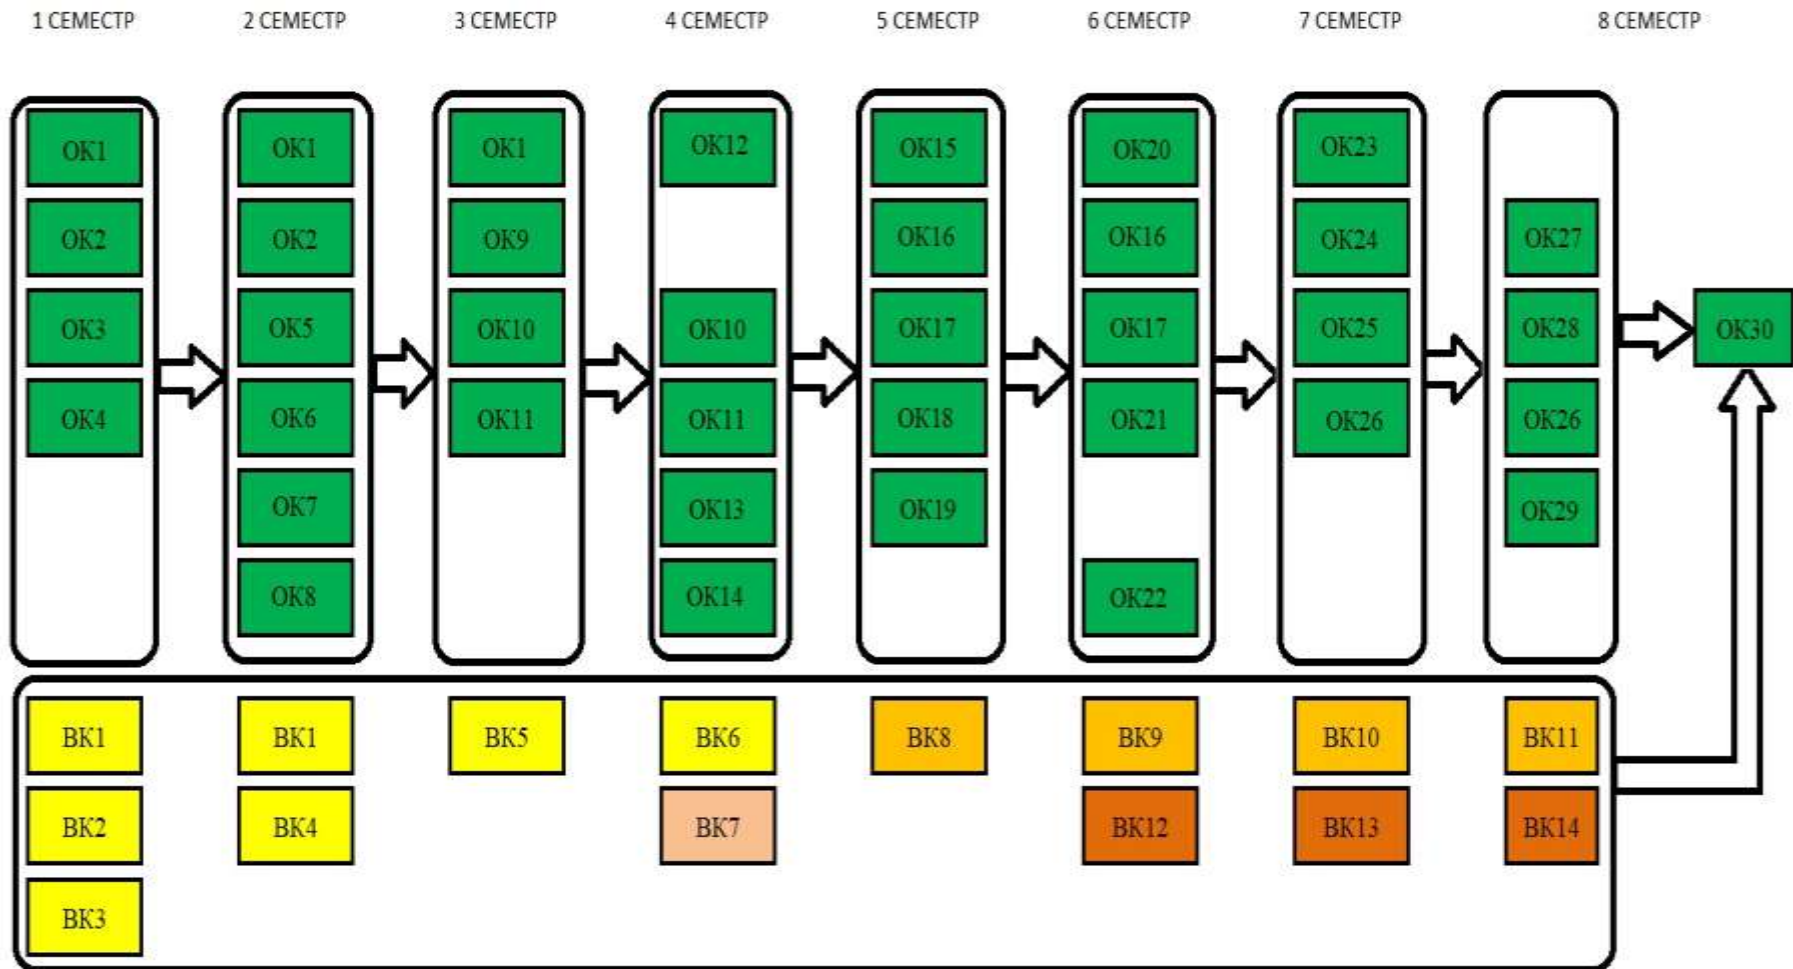 1 СЕМЕСТР 2 СЕМЕСТР 3 СЕМЕСТР 4 СЕМЕСТР 5 СЕМЕСТР 6 СЕМЕСТР 7 СЕМЕСТР 8 СЕМЕСТР
ОК1 ОК1 ОК1 ОК12 ОК15 ОК20 ОК23
ОК2 ОК2 ОК9 ОК16 ОК16 ОК24 ОК27
ОК3 ОК5 ОК10 ОК10 ОК17 ОК17 ОК25 ОК28 ОК30
ОК4 ОК6 ОК11 ОК11 ОК18 ОК21 ОК26 ОК26
ОК7 ОК13 ОК19 ОК29
ОК8 ОК14 ОК22
ВК1 ВК1 ВК5 ВК6 ВК8 ВК9 ВК10 ВК11
ВК2 ВК4 ВК7 ВК12 ВК13 ВК14
ВК3